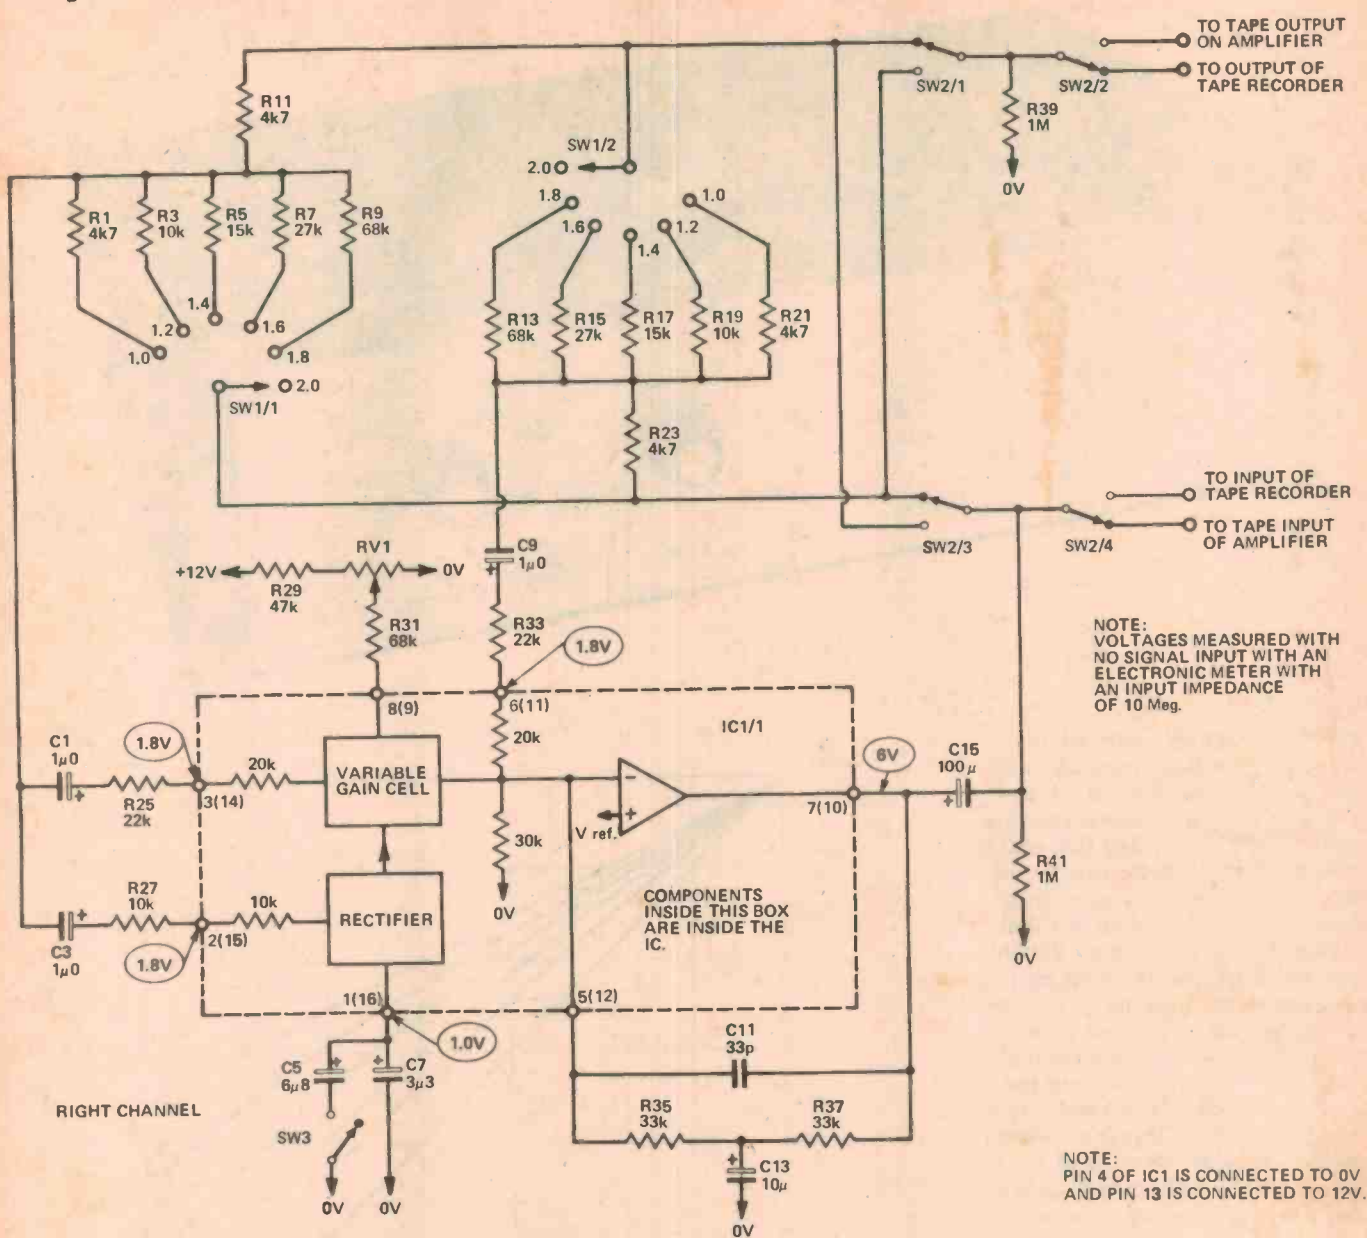 TO TAPE OUTPUT
ON AMPLIFIER
TO OUTPUT OF
TAPE RECORDER
SW2/1
SW2/2
R39
1M
0V
R11
4k7
SW1/2
2.0
1.8
1.6
1.4
1.2
1.0
R1
4k7
R3
10k
R5
15k
R7
27k
R9
68k
1.0
1.2
1.4
1.6
1.8
2.0
SW1/1
R13
68k
R15
27k
R17
15k
R19
10k
R21
4k7
R23
4k7
TO INPUT OF
TAPE RECORDER
TO TAPE INPUT
OF AMPLIFIER
SW2/3
SW2/4
+12V
R29
47k
RV1
0V
C9
1μ0
+
R31
68k
R33
22k
1.8V
NOTE:
VOLTAGES MEASURED WITH
NO SIGNAL INPUT WITH AN
ELECTRONIC METER WITH
AN INPUT IMPEDANCE
OF 10 Meg.
8(9)
6(11)
IC1/1
C1
1μ0
+
1.8V
R25
22k
3(14)
20k
VARIABLE
GAIN CELL
20k
30k
0V
−
+
V ref.
7(10)
6V
C15
100μ
+
R41
1M
0V
C3
1μ0
+
R27
10k
1.8V
2(15)
10k
RECTIFIER
COMPONENTS
INSIDE THIS BOX
ARE INSIDE THE
IC.
1(16)
5(12)
1.0V
C5
6μ8
+
C7
3μ3
+
SW3
0V
0V
RIGHT CHANNEL
C11
33p
R35
33k
R37
33k
C13
10μ
+
0V
NOTE:
PIN 4 OF IC1 IS CONNECTED TO 0V
AND PIN 13 IS CONNECTED TO 12V.